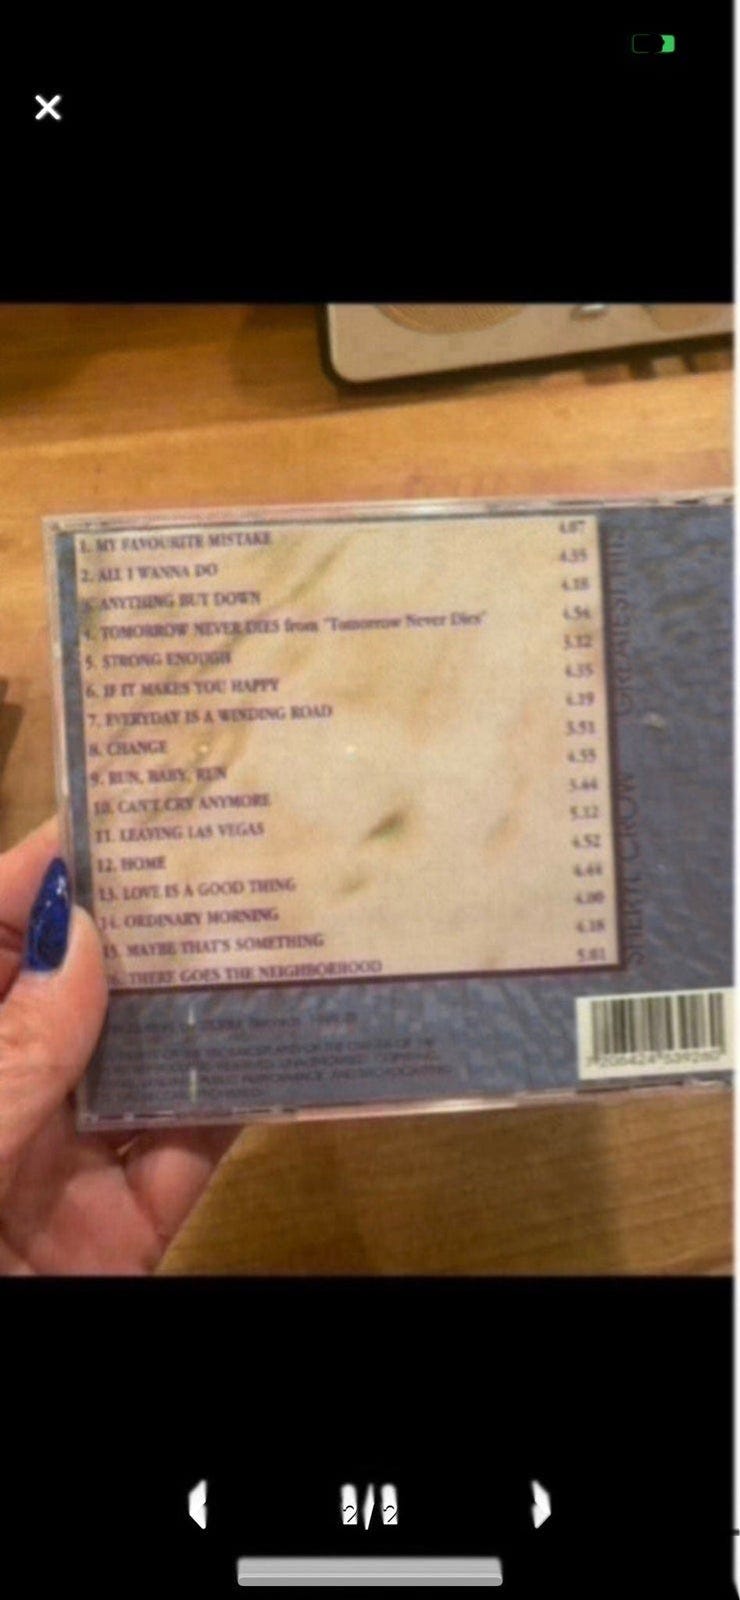 1. MY FAVOURITE MISTAKE 4.07
2. ALL I WANNA DO 4.35
3. ANYTHING BUT DOWN 4.18
4. TOMORROW NEVER DIES from "Tomorrow Never Dies" 4.54
5. STRONG ENOUGH 3.12
6. IF IT MAKES YOU HAPPY 4.35
7. EVERYDAY IS A WINDING ROAD 4.19
8. CHANGE 3.51
9. RUN, BABY, RUN 4.55
10. CAN'T CRY ANYMORE 3.44
11. LEAVING LAS VEGAS 5.12
12. HOME 4.52
13. LOVE IS A GOOD THING 4.44
14. ORDINARY MORNING 4.00
15. MAYBE THAT'S SOMETHING 4.18
16. THERE GOES THE NEIGHBORHOOD 5.01
SHERYL CROW GREATEST HITS
2/2